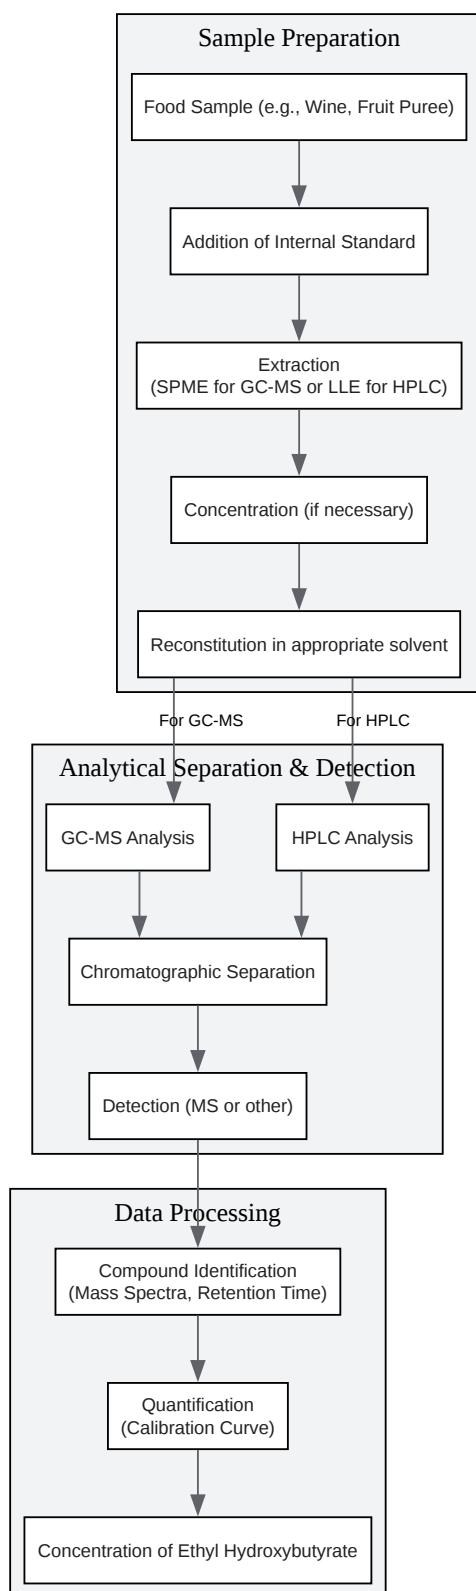 Sample Preparation
Food Sample (e.g., Wine, Fruit Puree)
Addition of Internal Standard
Extraction
(SPME for GC-MS or LLE for HPLC)
Concentration (if necessary)
Reconstitution in appropriate solvent
For GC-MS
For HPLC
Analytical Separation & Detection
GC-MS Analysis
HPLC Analysis
Chromatographic Separation
Detection (MS or other)
Data Processing
Compound Identification
(Mass Spectra, Retention Time)
Quantification
(Calibration Curve)
Concentration of Ethyl Hydroxybutyrate